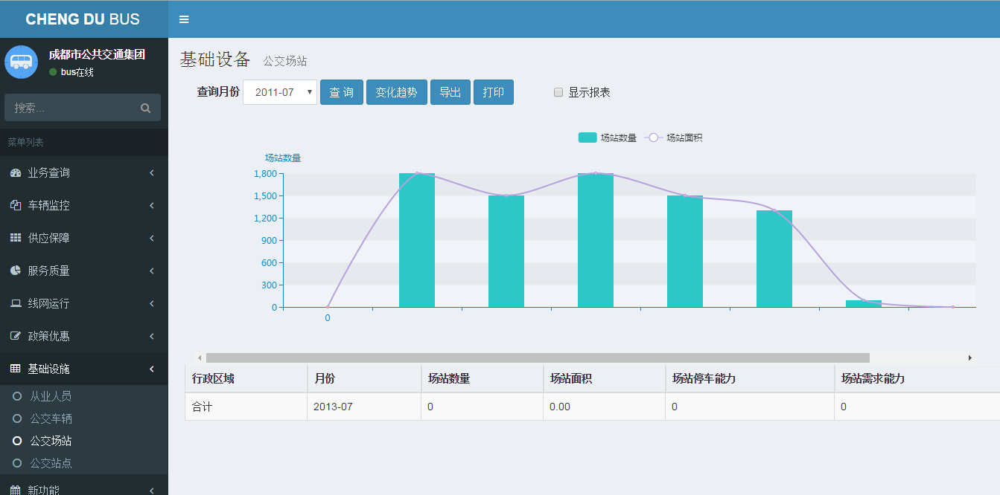 CHENG DU BUS
成都市公共交通集团
bus在线
搜索...
菜单列表
业务查询
车辆监控
供应保障
服务质量
线网运行
政策优惠
基础设施
从业人员
公交车辆
公交场站
公交站点
新功能
基础设备 公交场站
查询月份 2011-07 查 询 变化趋势 导出 打印 显示报表
场站数量 场站面积
场站数量
1,800
1,500
1,200
900
600
300
0
0
行政区域 月份 场站数量 场站面积 场站停车能力 场站需求能力
合计 2013-07 0 0.00 0 0